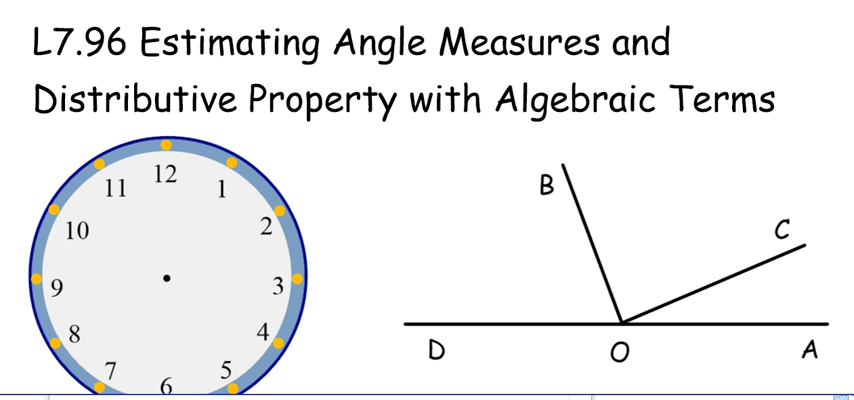 L7.96 Estimating Angle Measures and
Distributive Property with Algebraic Terms
12
11
1
10
2
9
3
8
4
7
5
6
B
C
D
O
A